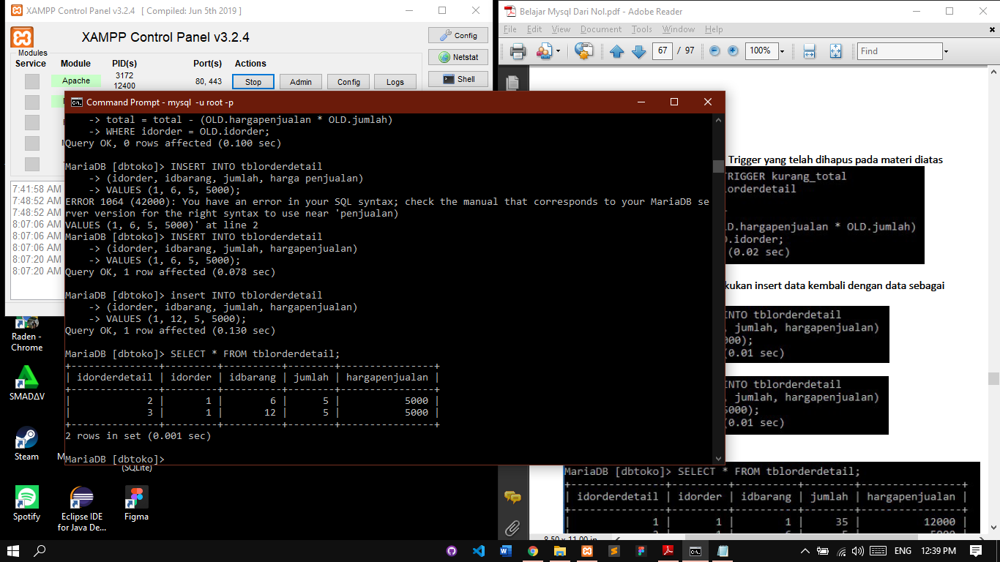 XAMPP Control Panel v3.2.4 [ Compiled: Jun 5th 2019 ]
XAMPP Control Panel v3.2.4
Config
Netstat
Shell
Modules
Service Module PID(s) Port(s) Actions
Apache 3172 12400 80, 443 Stop Admin Config Logs
7:41:58 AM
7:48:52 AM
7:48:52 AM
8:07:06 AM
8:07:06 AM
8:07:06 AM
8:07:20 AM
8:07:20 AM
Command Prompt - mysql -u root -p
-> total = total - (OLD.hargapenjualan * OLD.jumlah)
-> WHERE idorder = OLD.idorder;
Query OK, 0 rows affected (0.100 sec)
MariaDB [dbtoko]> INSERT INTO tblorderdetail
-> (idorder, idbarang, jumlah, harga penjualan)
-> VALUES (1, 6, 5, 5000);
ERROR 1064 (42000): You have an error in your SQL syntax; check the manual that corresponds to your MariaDB se
rver version for the right syntax to use near 'penjualan)
VALUES (1, 6, 5, 5000)' at line 2
MariaDB [dbtoko]> INSERT INTO tblorderdetail
-> (idorder, idbarang, jumlah, hargapenjualan)
-> VALUES (1, 6, 5, 5000);
Query OK, 1 row affected (0.078 sec)
MariaDB [dbtoko]> insert INTO tblorderdetail
-> (idorder, idbarang, jumlah, hargapenjualan)
-> VALUES (1, 12, 5, 5000);
Query OK, 1 row affected (0.130 sec)
MariaDB [dbtoko]> SELECT * FROM tblorderdetail;
+---------------+---------+----------+--------+----------------+
| idorderdetail | idorder | idbarang | jumlah | hargapenjualan |
+---------------+---------+----------+--------+----------------+
| 2 | 1 | 6 | 5 | 5000 |
| 3 | 1 | 12 | 5 | 5000 |
+---------------+---------+----------+--------+----------------+
2 rows in set (0.001 sec)
MariaDB [dbtoko]>
Belajar Mysql Dari Nol.pdf - Adobe Reader
File Edit View Document Tools Window Help
67 / 97 100% Find
Trigger yang telah dihapus pada materi diatas
TRIGGER kurang_total
lorderdetail
LD.hargapenjualan * OLD.jumlah)
D.idorder;
(0.02 sec)
kukan insert data kembali dengan data sebagai
INTO tblorderdetail
jumlah, hargapenjualan)
000);
(0.01 sec)
INTO tblorderdetail
jumlah, hargapenjualan)
5000);
(0.01 sec)
MariaDB [dbtoko]> SELECT * FROM tblorderdetail;
+---------------+---------+----------+--------+----------------+
| idorderdetail | idorder | idbarang | jumlah | hargapenjualan |
+---------------+---------+----------+--------+----------------+
| 1 | 1 | 1 | 35 | 12000 |
8.50 x 11.00 in
Raden -
Chrome
SMADΔV
Steam
(SQLite)
Spotify
Eclipse IDE
for Java De...
Figma
ENG 12:39 PM